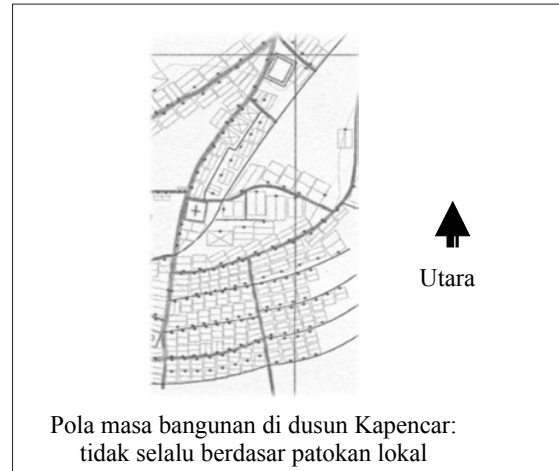 Utara
Pola masa bangunan di dusun Kapencar:
tidak selalu berdasar patokan lokal